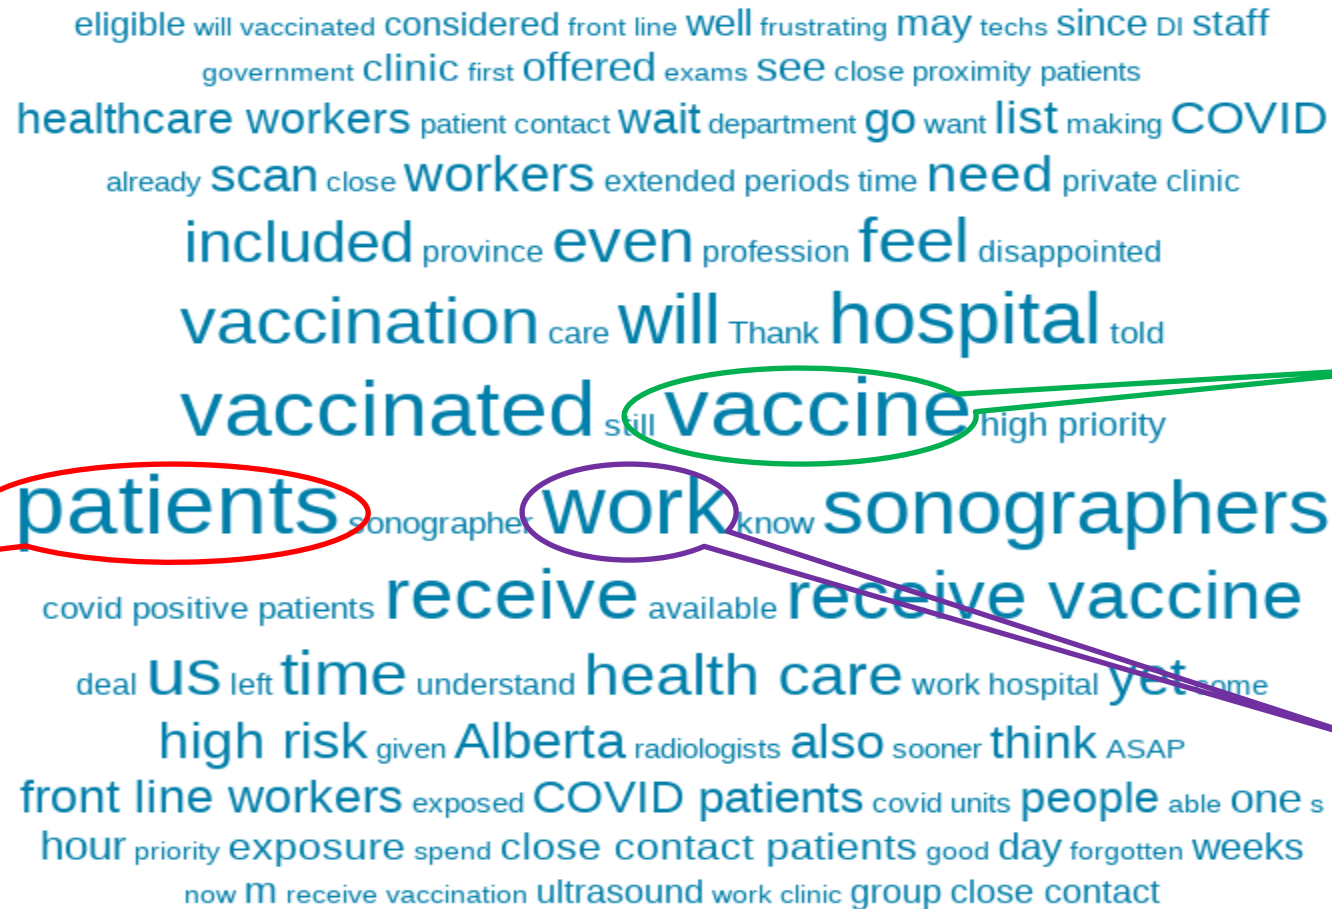 eligible will vaccinated considered front line well frustrating may techs since DI staff
government clinic first offered exams see close proximity patients
healthcare workers patient contact wait department go want list making COVID
already scan close workers extended periods time need private clinic
included province even profession feel disappointed
vaccination care will Thank hospital told
vaccinated still vaccine high priority
patients sonographer work know sonographers
covid positive patients receive available receive vaccine
deal us left time understand health care work hospital yet come
high risk given Alberta radiologists also sooner think ASAP
front line workers exposed COVID patients covid units people able one s
hour priority exposure spend close contact patients good day forgotten weeks
now m receive vaccination ultrasound work clinic group close contact